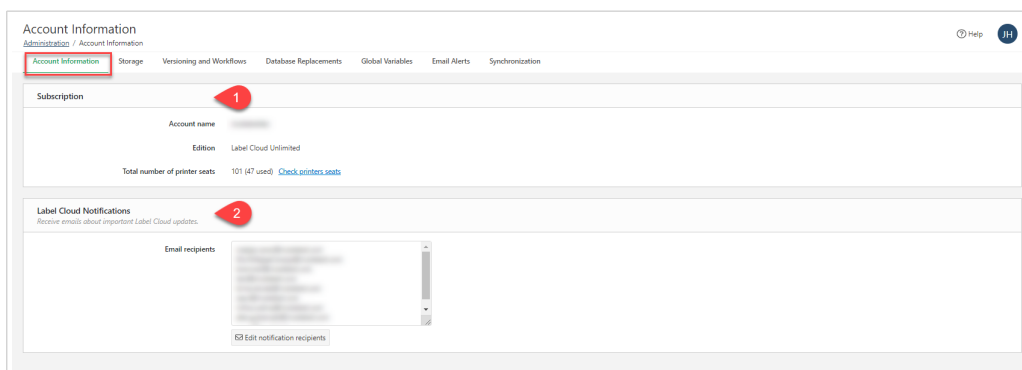 Account Information
Help
JH
Administration / Account Information
Account Information Storage Versioning and Workflows Database Replacements Global Variables Email Alerts Synchronization
Subscription
1
Account name
Edition Label Cloud Unlimited
Total number of printer seats 101 (47 used) Check printers seats
Label Cloud Notifications
2
Receive emails about important Label Cloud updates.
Email recipients
Edit notification recipients